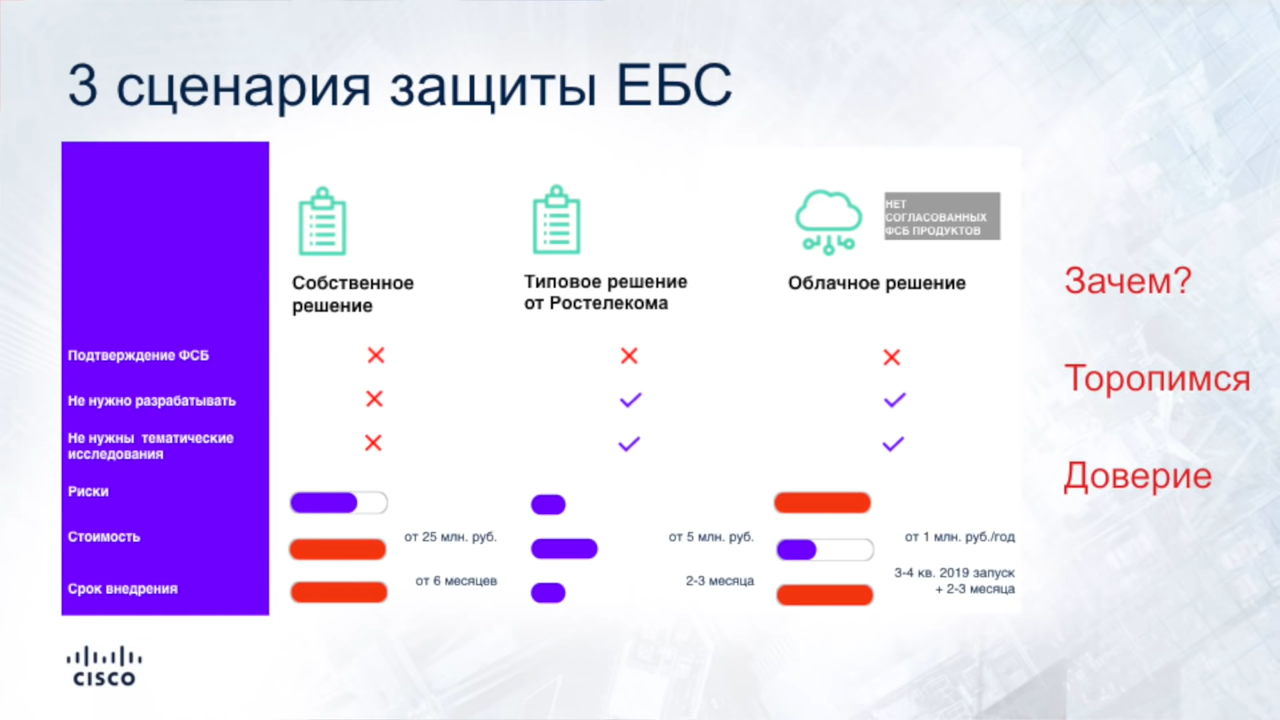 3 сценария защиты ЕБС
НЕТ
СОГЛАСОВАННЫХ
ФСБ ПРОДУКТОВ
Собственное
решение
Типовое решение
от Ростелекома
Облачное решение
Подтверждение ФСБ
Не нужно разрабатывать
Не нужны тематические
исследования
Риски
Стоимость
от 25 млн. руб.
от 5 млн. руб.
от 1 млн. руб./год
Срок внедрения
от 6 месяцев
2-3 месяца
3-4 кв. 2019 запуск
+ 2-3 месяца
Зачем?
Торопимся
Доверие
CISCO